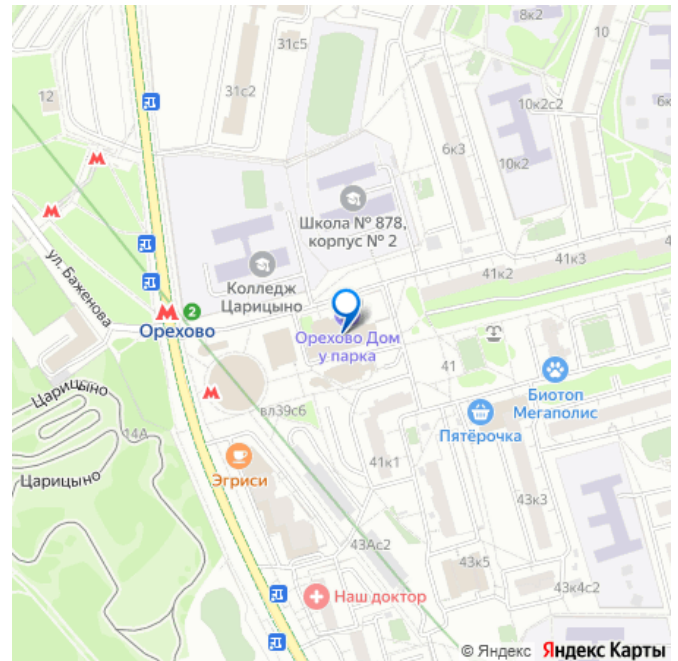 8к2
10
31с5
12
31с2
10к2с2
6к
6к3
10к2
М
М
Школа № 878,
корпус № 2
ул. Баженова
Колледж
Царицыно
41к3
41к2
М
2
Орехово
Орехово Дом
у парка
41
Биотоп
Мегаполис
Царицыно
М
вл39с6
14А
Пятёрочка
Царицыно
Эгриси
41к1
43к3
43Ас2
43к5
43к4с2
Наш доктор
© Яндекс Яндекс Карты